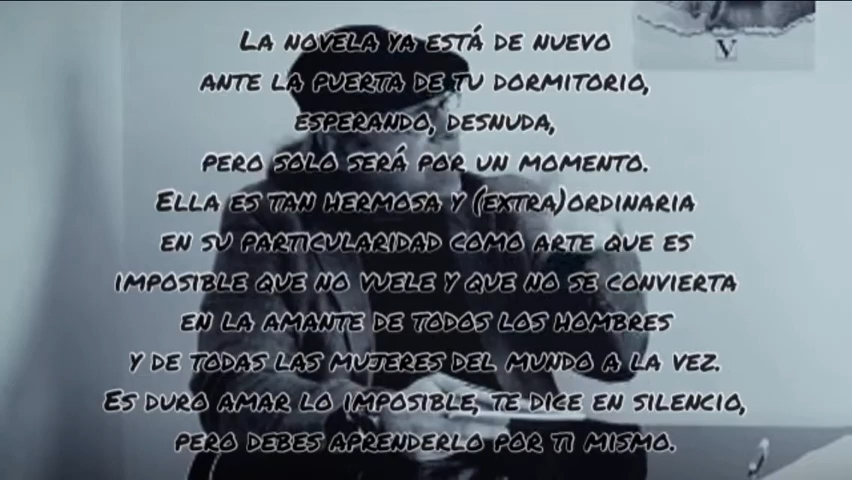 La novela ya está de nuevo
ante la puerta de tu dormitorio,
esperando, desnuda,
pero solo será por un momento.
Ella es tan hermosa y (extra)ordinaria
en su particularidad como arte que es
imposible que no vuele y que no se convierta
en la amante de todos los hombres
y de todas las mujeres del mundo a la vez.
Es duro amar lo imposible, te dice en silencio,
pero debes aprenderlo por ti mismo.
V